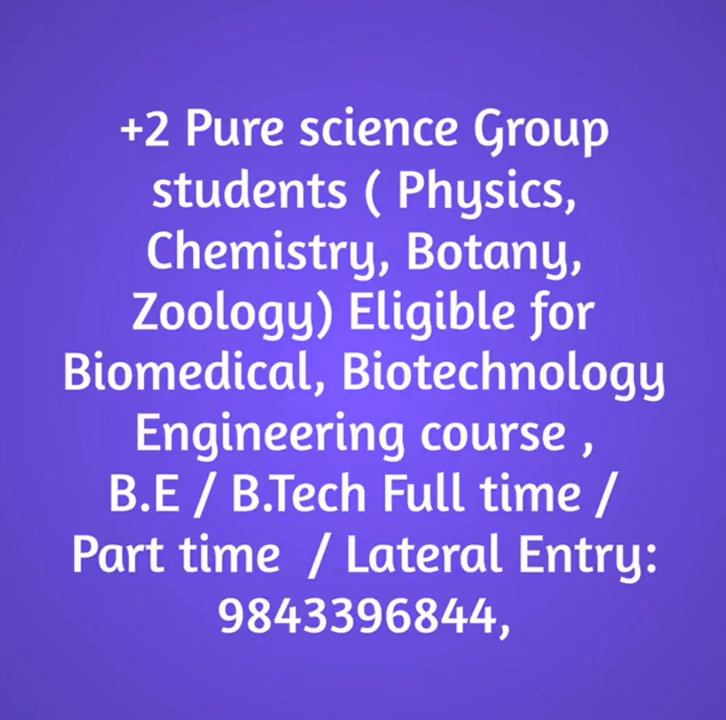 +2 Pure science Group
students ( Physics,
Chemistry, Botany,
Zoology) Eligible for
Biomedical, Biotechnology
Engineering course ,
B.E / B.Tech Full time /
Part time  / Lateral Entry:
9843396844,